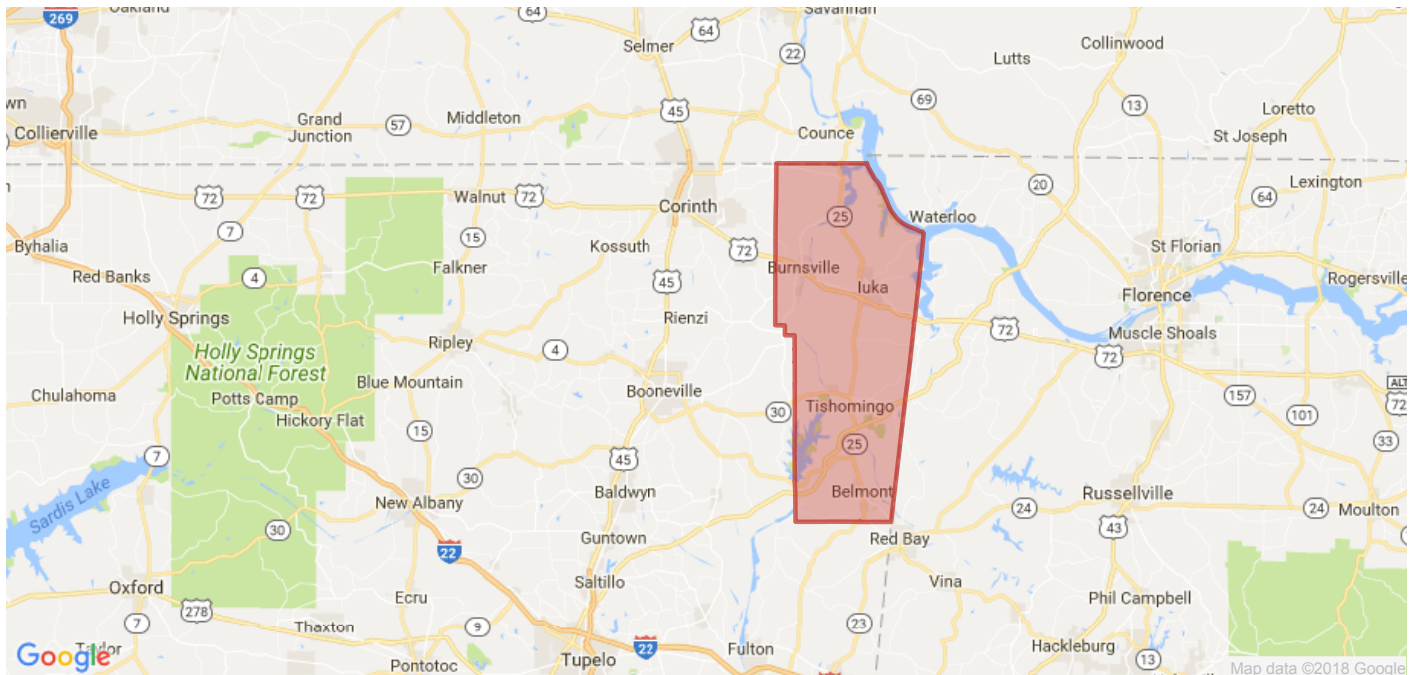 Oakland
269
64
Savannah
64
Selmer
22
Collinwood
Lutts
69
wn
Collierville
Grand
Junction
57
Middleton
45
13
Loretto
St Joseph
Counce
72
72
Walnut
72
Corinth
20
64
Lexington
7
15
25
Waterloo
Byhalia
Kossuth
72
St Florian
Red Banks
4
Falkner
45
Burnsville
Iuka
Rogersville
Florence
Holly Springs
Rienzi
72
Muscle Shoals
Holly Springs
National Forest
Ripley
4
72
Chulahoma
Potts Camp
Blue Mountain
Booneville
ALT
72
157
Hickory Flat
30
Tishomingo
101
15
25
33
7
45
30
Sardis Lake
New Albany
Baldwyn
Belmont
Russellville
24
24
Moulton
30
43
22
Guntown
Red Bay
Oxford
Saltillo
Vina
278
Ecru
Phil Campbell
7
Thaxton
9
23
Google
Taylor
22
Fulton
Hackleburg
Pontotoc
Tupelo
13
Map data ©2018 Google